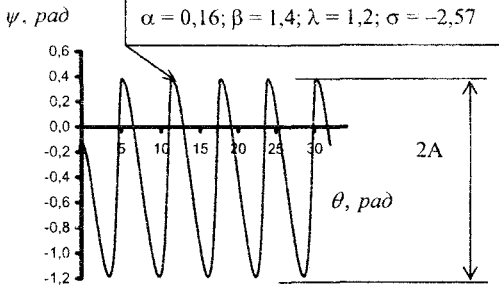 ψ, рад
α = 0,16; β = 1,4; λ = 1,2; σ = –2,57
0,6
0,4
0,2
0,0
-0,2
-0,4
-0,6
-0,8
-1,0
-1,2
5 10 15 20 25 30
θ, рад
2A